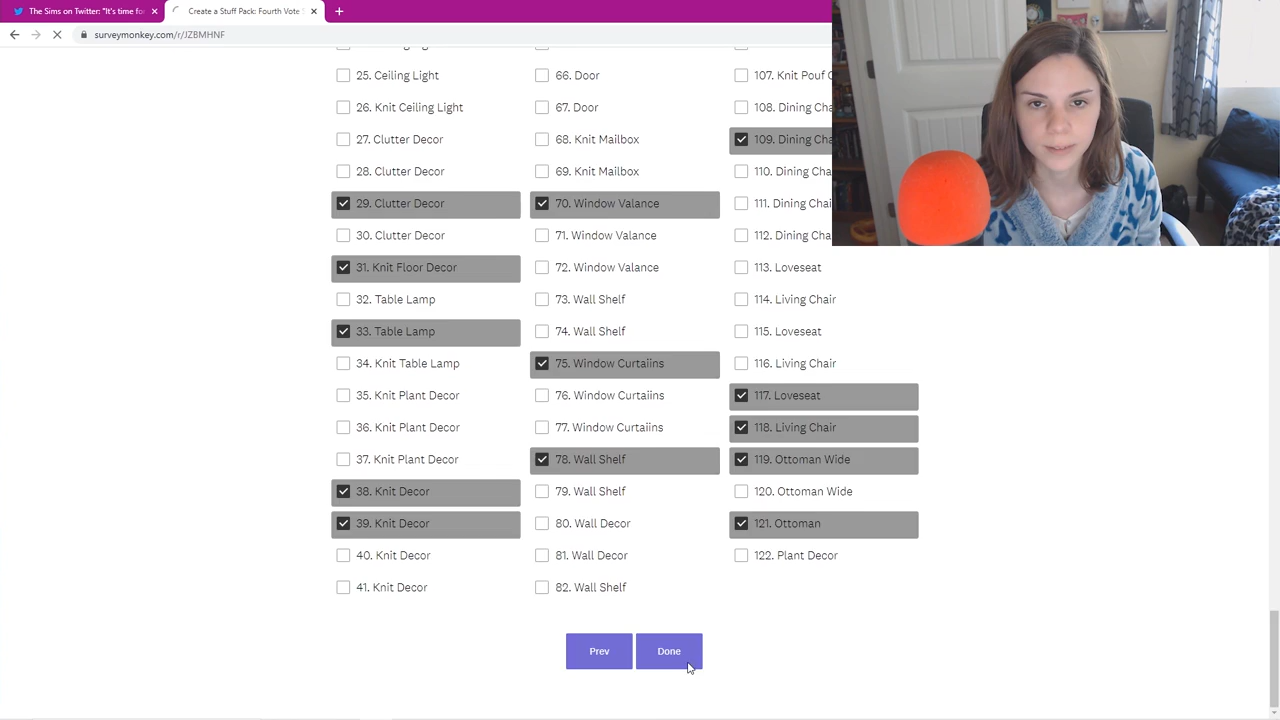 The Sims on Twitter: "It's time fo
Create a Stuff Pack: Fourth Vote
surveymonkey.com/r/JZBMHNF
25. Ceiling Light
26. Knit Ceiling Light
27. Clutter Decor
28. Clutter Decor
29. Clutter Decor
30. Clutter Decor
31. Knit Floor Decor
32. Table Lamp
33. Table Lamp
34. Knit Table Lamp
35. Knit Plant Decor
36. Knit Plant Decor
37. Knit Plant Decor
38. Knit Decor
39. Knit Decor
40. Knit Decor
41. Knit Decor
66. Door
67. Door
68. Knit Mailbox
69. Knit Mailbox
70. Window Valance
71. Window Valance
72. Window Valance
73. Wall Shelf
74. Wall Shelf
75. Window Curtaiins
76. Window Curtaiins
77. Window Curtaiins
78. Wall Shelf
79. Wall Shelf
80. Wall Decor
81. Wall Decor
82. Wall Shelf
107. Knit Pouf
108. Dining Cha
109. Dining Cha
110. Dining Cha
111. Dining Chai
112. Dining Cha
113. Loveseat
114. Living Chair
115. Loveseat
116. Living Chair
117. Loveseat
118. Living Chair
119. Ottoman Wide
120. Ottoman Wide
121. Ottoman
122. Plant Decor
Prev
Done